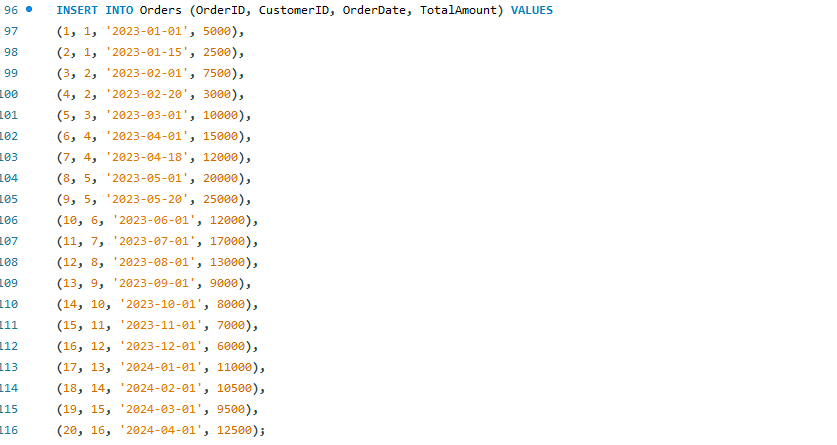 96 INSERT INTO Orders (OrderID, CustomerID, OrderDate, TotalAmount) VALUES
97 (1, 1, '2023-01-01', 5000),
98 (2, 1, '2023-01-15', 2500),
99 (3, 2, '2023-02-01', 7500),
100 (4, 2, '2023-02-20', 3000),
101 (5, 3, '2023-03-01', 10000),
102 (6, 4, '2023-04-01', 15000),
103 (7, 4, '2023-04-18', 12000),
104 (8, 5, '2023-05-01', 20000),
105 (9, 5, '2023-05-20', 25000),
106 (10, 6, '2023-06-01', 12000),
107 (11, 7, '2023-07-01', 17000),
108 (12, 8, '2023-08-01', 13000),
109 (13, 9, '2023-09-01', 9000),
110 (14, 10, '2023-10-01', 8000),
111 (15, 11, '2023-11-01', 7000),
112 (16, 12, '2023-12-01', 6000),
113 (17, 13, '2024-01-01', 11000),
114 (18, 14, '2024-02-01', 10500),
115 (19, 15, '2024-03-01', 9500),
116 (20, 16, '2024-04-01', 12500);